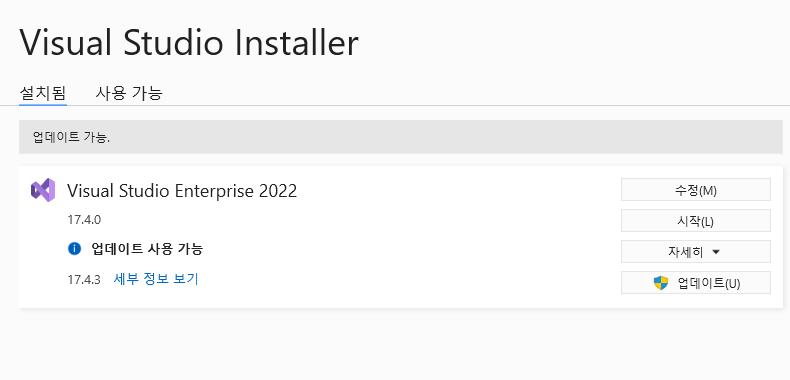 Visual Studio Installer
설치됨 사용 가능
업데이트 가능.
Visual Studio Enterprise 2022
수정(M)
17.4.0
시작(L)
업데이트 사용 가능
자세히
17.4.3 세부 정보 보기
업데이트(U)